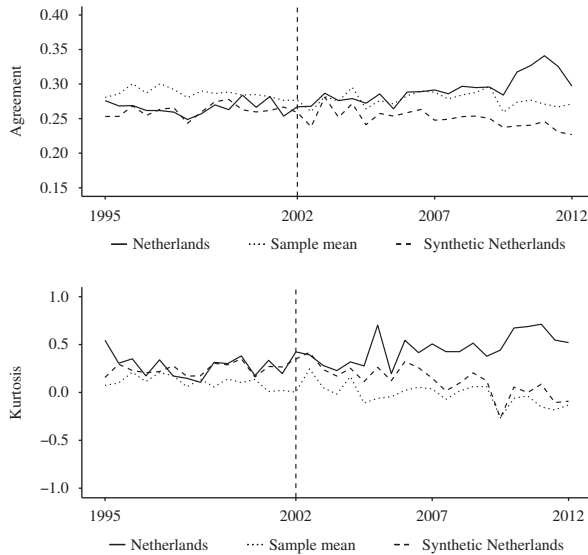 0.40
0.35
0.30
0.25
0.20
0.15
Agreement
1995 2002 2007 2012
Netherlands Sample mean Synthetic Netherlands
1.0
0.5
0.0
−0.5
−1.0
Kurtosis
1995 2002 2007 2012
Netherlands Sample mean Synthetic Netherlands